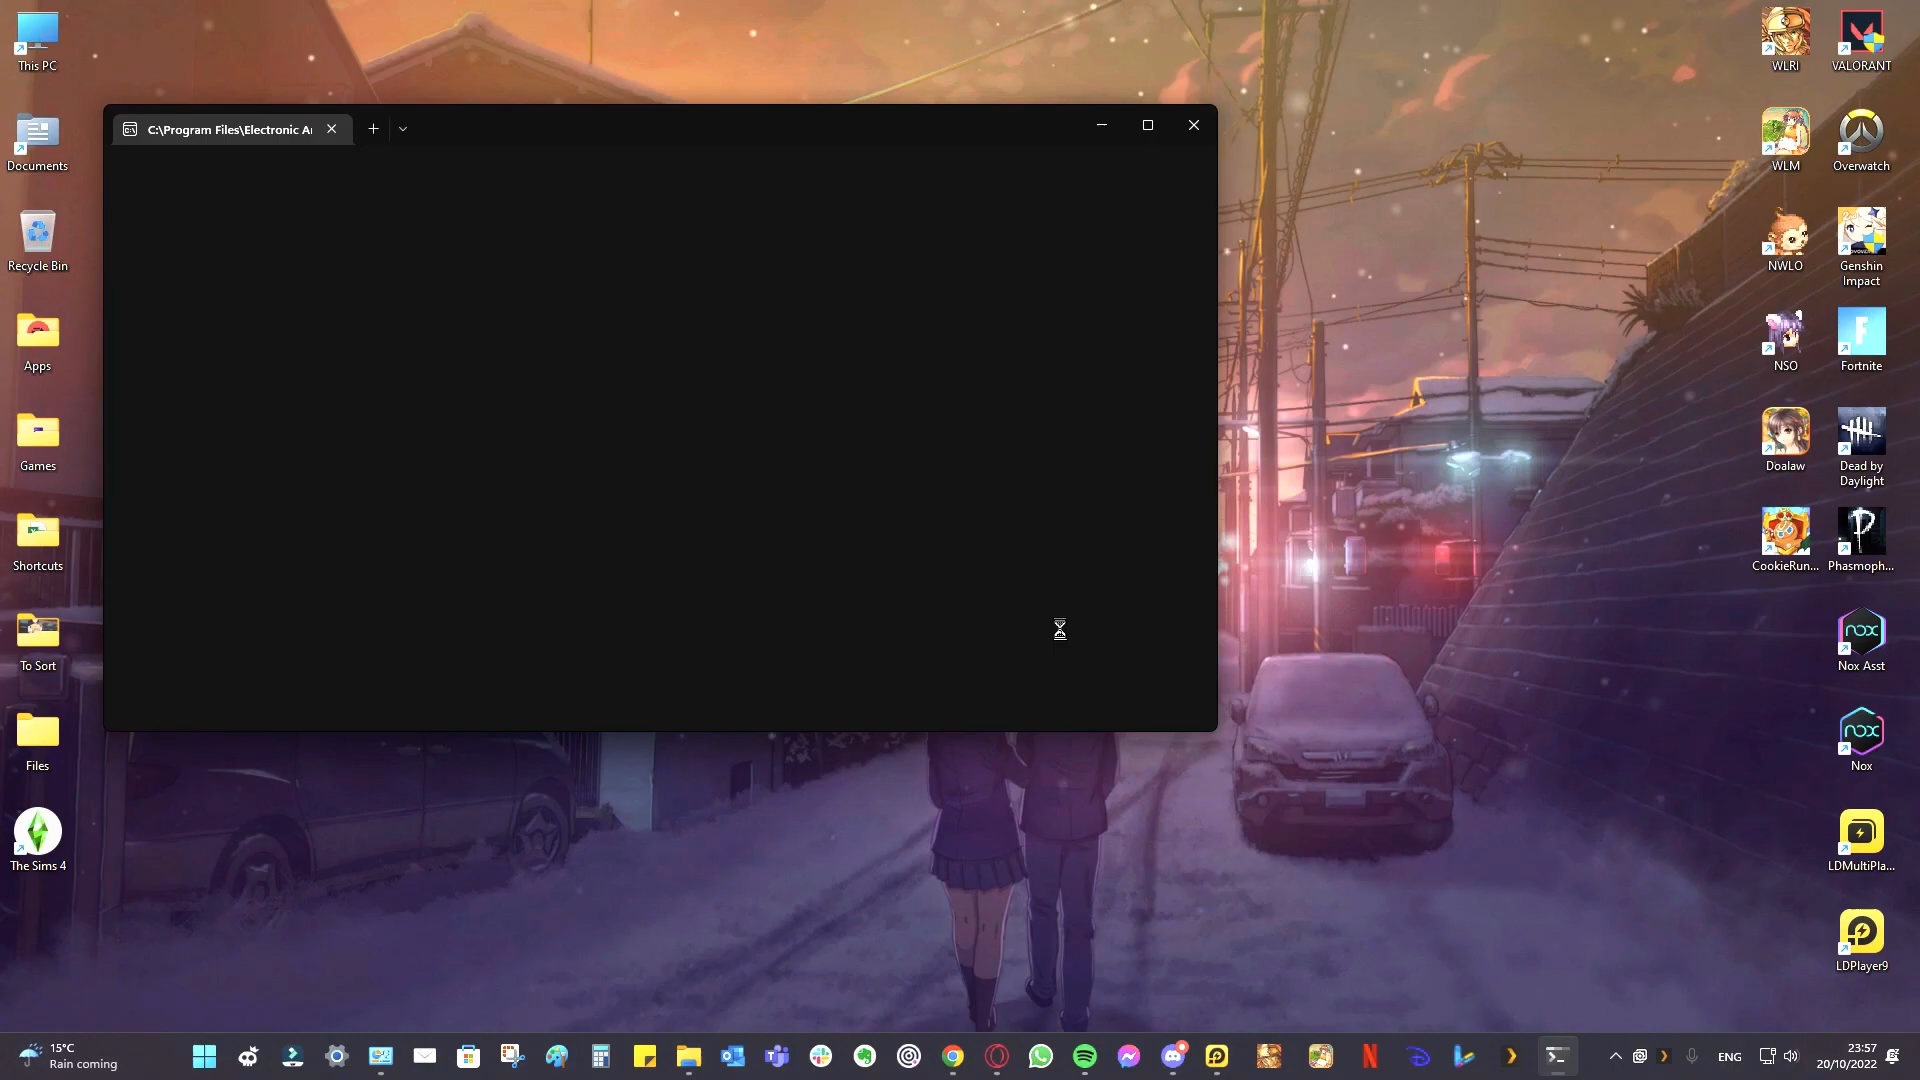 This PC
Documents
Recycle Bin
Apps
Games
Shortcuts
To Sort
Files
The Sims 4
C:\Program Files\Electronic Ar
WLRI
VALORANT
WLM
Overwatch
NWLO
Genshin
Impact
NSO
Fortnite
Doalaw
Dead by
Daylight
CookieRun...
Phasmoph...
Nox Asst
Nox
LDMultiPla...
LDPlayer9
15°C
Rain coming
ENG
23:57
20/10/2022